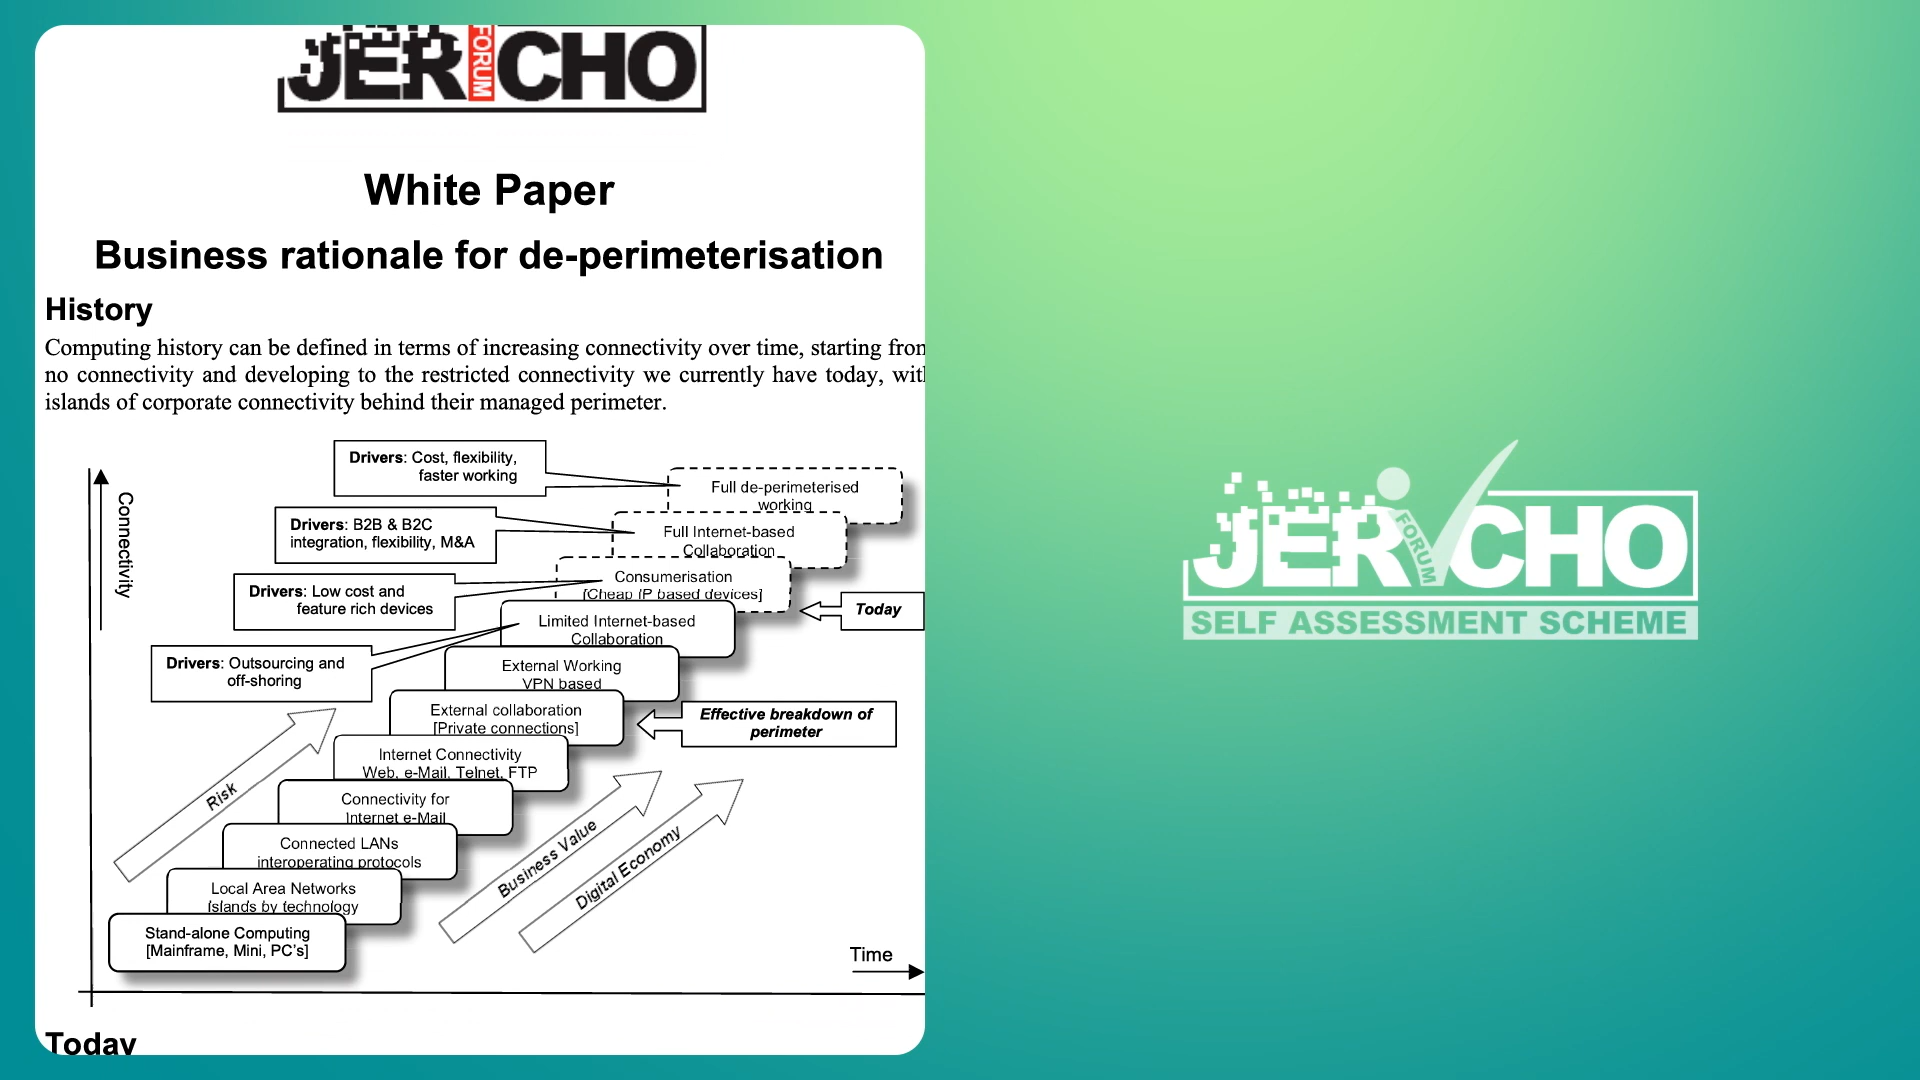 JERICHO
FORUM
White Paper
Business rationale for de-perimeterisation
History
Computing history can be defined in terms of increasing connectivity over time, starting from
no connectivity and developing to the restricted connectivity we currently have today, with
islands of corporate connectivity behind their managed perimeter.
Connectivity
Drivers: Cost, flexibility,
faster working
Full de-perimeterised
working
Drivers: B2B & B2C
integration, flexibility, M&A
Full Internet-based
Collaboration
Drivers: Low cost and
feature rich devices
Consumerisation
[Cheap IP based devices]
Today
Limited Internet-based
Collaboration
Drivers: Outsourcing and
off-shoring
External Working
VPN based
External collaboration
[Private connections]
Effective breakdown of
perimeter
Internet Connectivity
Web, e-Mail, Telnet, FTP
Risk
Connectivity for
Internet e-Mail
Business Value
Digital Economy
Connected LANs
interoperating protocols
Local Area Networks
Islands by technology
Stand-alone Computing
[Mainframe, Mini, PC's]
Time
Today
JERICHO
FORUM
SELF ASSESSMENT SCHEME